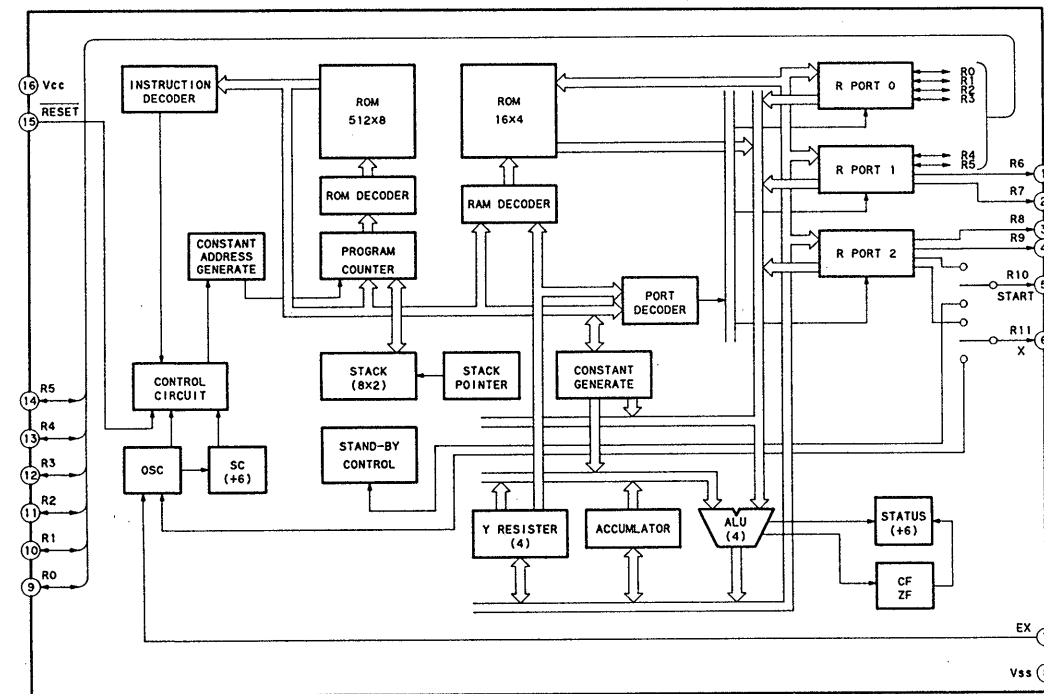 16 Vcc
RESET
15
INSTRUCTION
DECODER
ROM
512×8
ROM
16×4
R PORT 0
R0
R1
R2
R3
R PORT 1
R4
R5
R6
1
R7
2
R PORT 2
R8
3
R9
4
R10
5
START
R11
6
X
ROM DECODER
RAM DECODER
CONSTANT
ADDRESS
GENERATE
PROGRAM
COUNTER
PORT
DECODER
CONTROL
CIRCUIT
STACK
(8×2)
STACK
POINTER
CONSTANT
GENERATE
R5
14
R4
13
R3
12
R2
11
R1
10
R0
9
OSC
SC
(+6)
STAND-BY
CONTROL
Y RESISTER
(4)
ACCUMLATOR
ALU
(4)
STATUS
(+6)
CF
ZF
EX
Vss